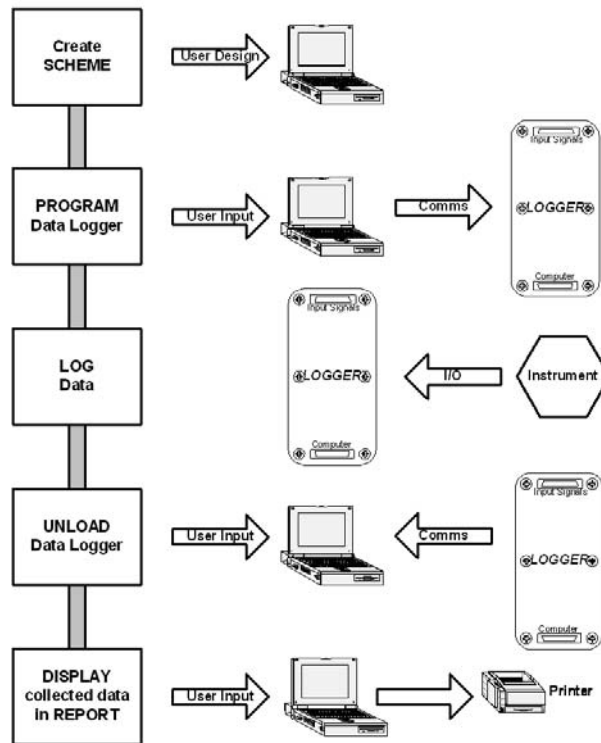 Create
SCHEME
User Design
Input Signals
LOGGER
Computer
PROGRAM
Data Logger
User Input
Comms
Input Signals
LOGGER
Computer
LOG
Data
I/O
Instrument
UNLOAD
Data Logger
User Input
Comms
Input Signals
LOGGER
Computer
DISPLAY
collected data
in REPORT
User Input
Printer